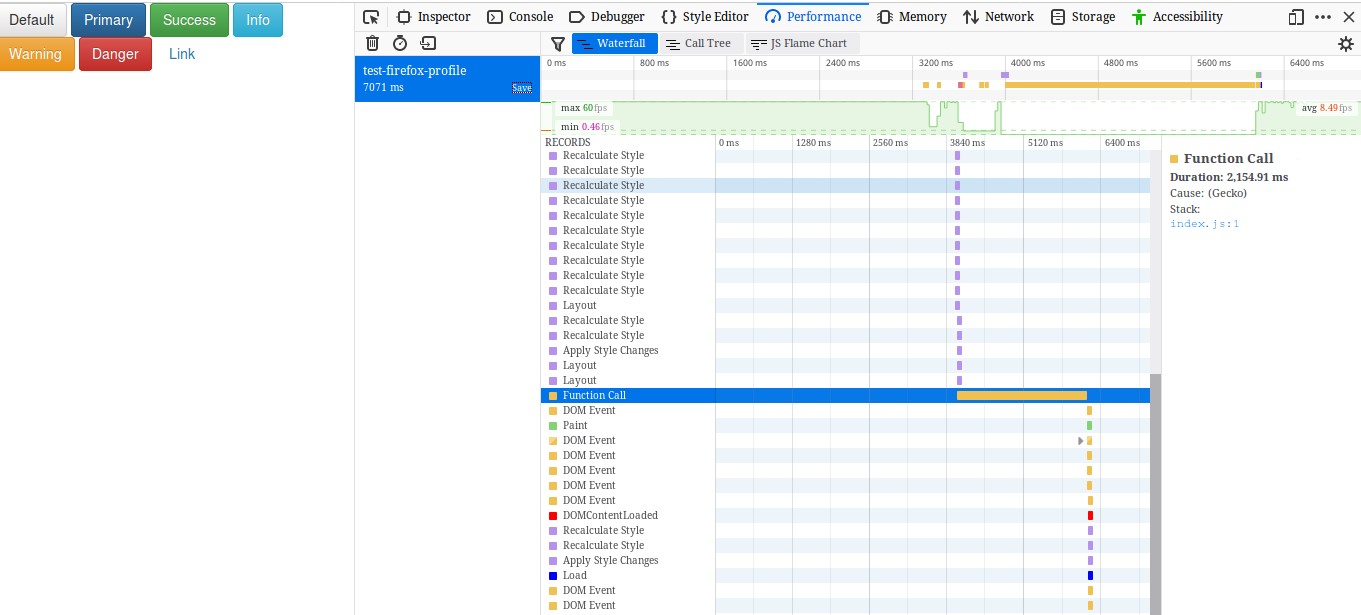 Default Primary Success Info
Warning Danger Link
Inspector Console Debugger Style Editor Performance Memory Network Storage Accessibility
Waterfall Call Tree JS Flame Chart
test-firefox-profile
7071 ms Save
0 ms 800 ms 1600 ms 2400 ms 3200 ms 4000 ms 4800 ms 5600 ms 6400 ms
max 60 fps avg 8.49 fps
min 0.46 fps
RECORDS 0 ms 1280 ms 2560 ms 3840 ms 5120 ms 6400 ms
Recalculate Style
Recalculate Style
Recalculate Style
Recalculate Style
Recalculate Style
Recalculate Style
Recalculate Style
Recalculate Style
Recalculate Style
Recalculate Style
Layout
Recalculate Style
Recalculate Style
Apply Style Changes
Layout
Layout
Function Call
DOM Event
Paint
DOM Event
DOM Event
DOM Event
DOM Event
DOM Event
DOMContentLoaded
Recalculate Style
Recalculate Style
Apply Style Changes
Load
DOM Event
DOM Event
Function Call
Duration: 2,154.91 ms
Cause: (Gecko)
Stack:
index.js:1